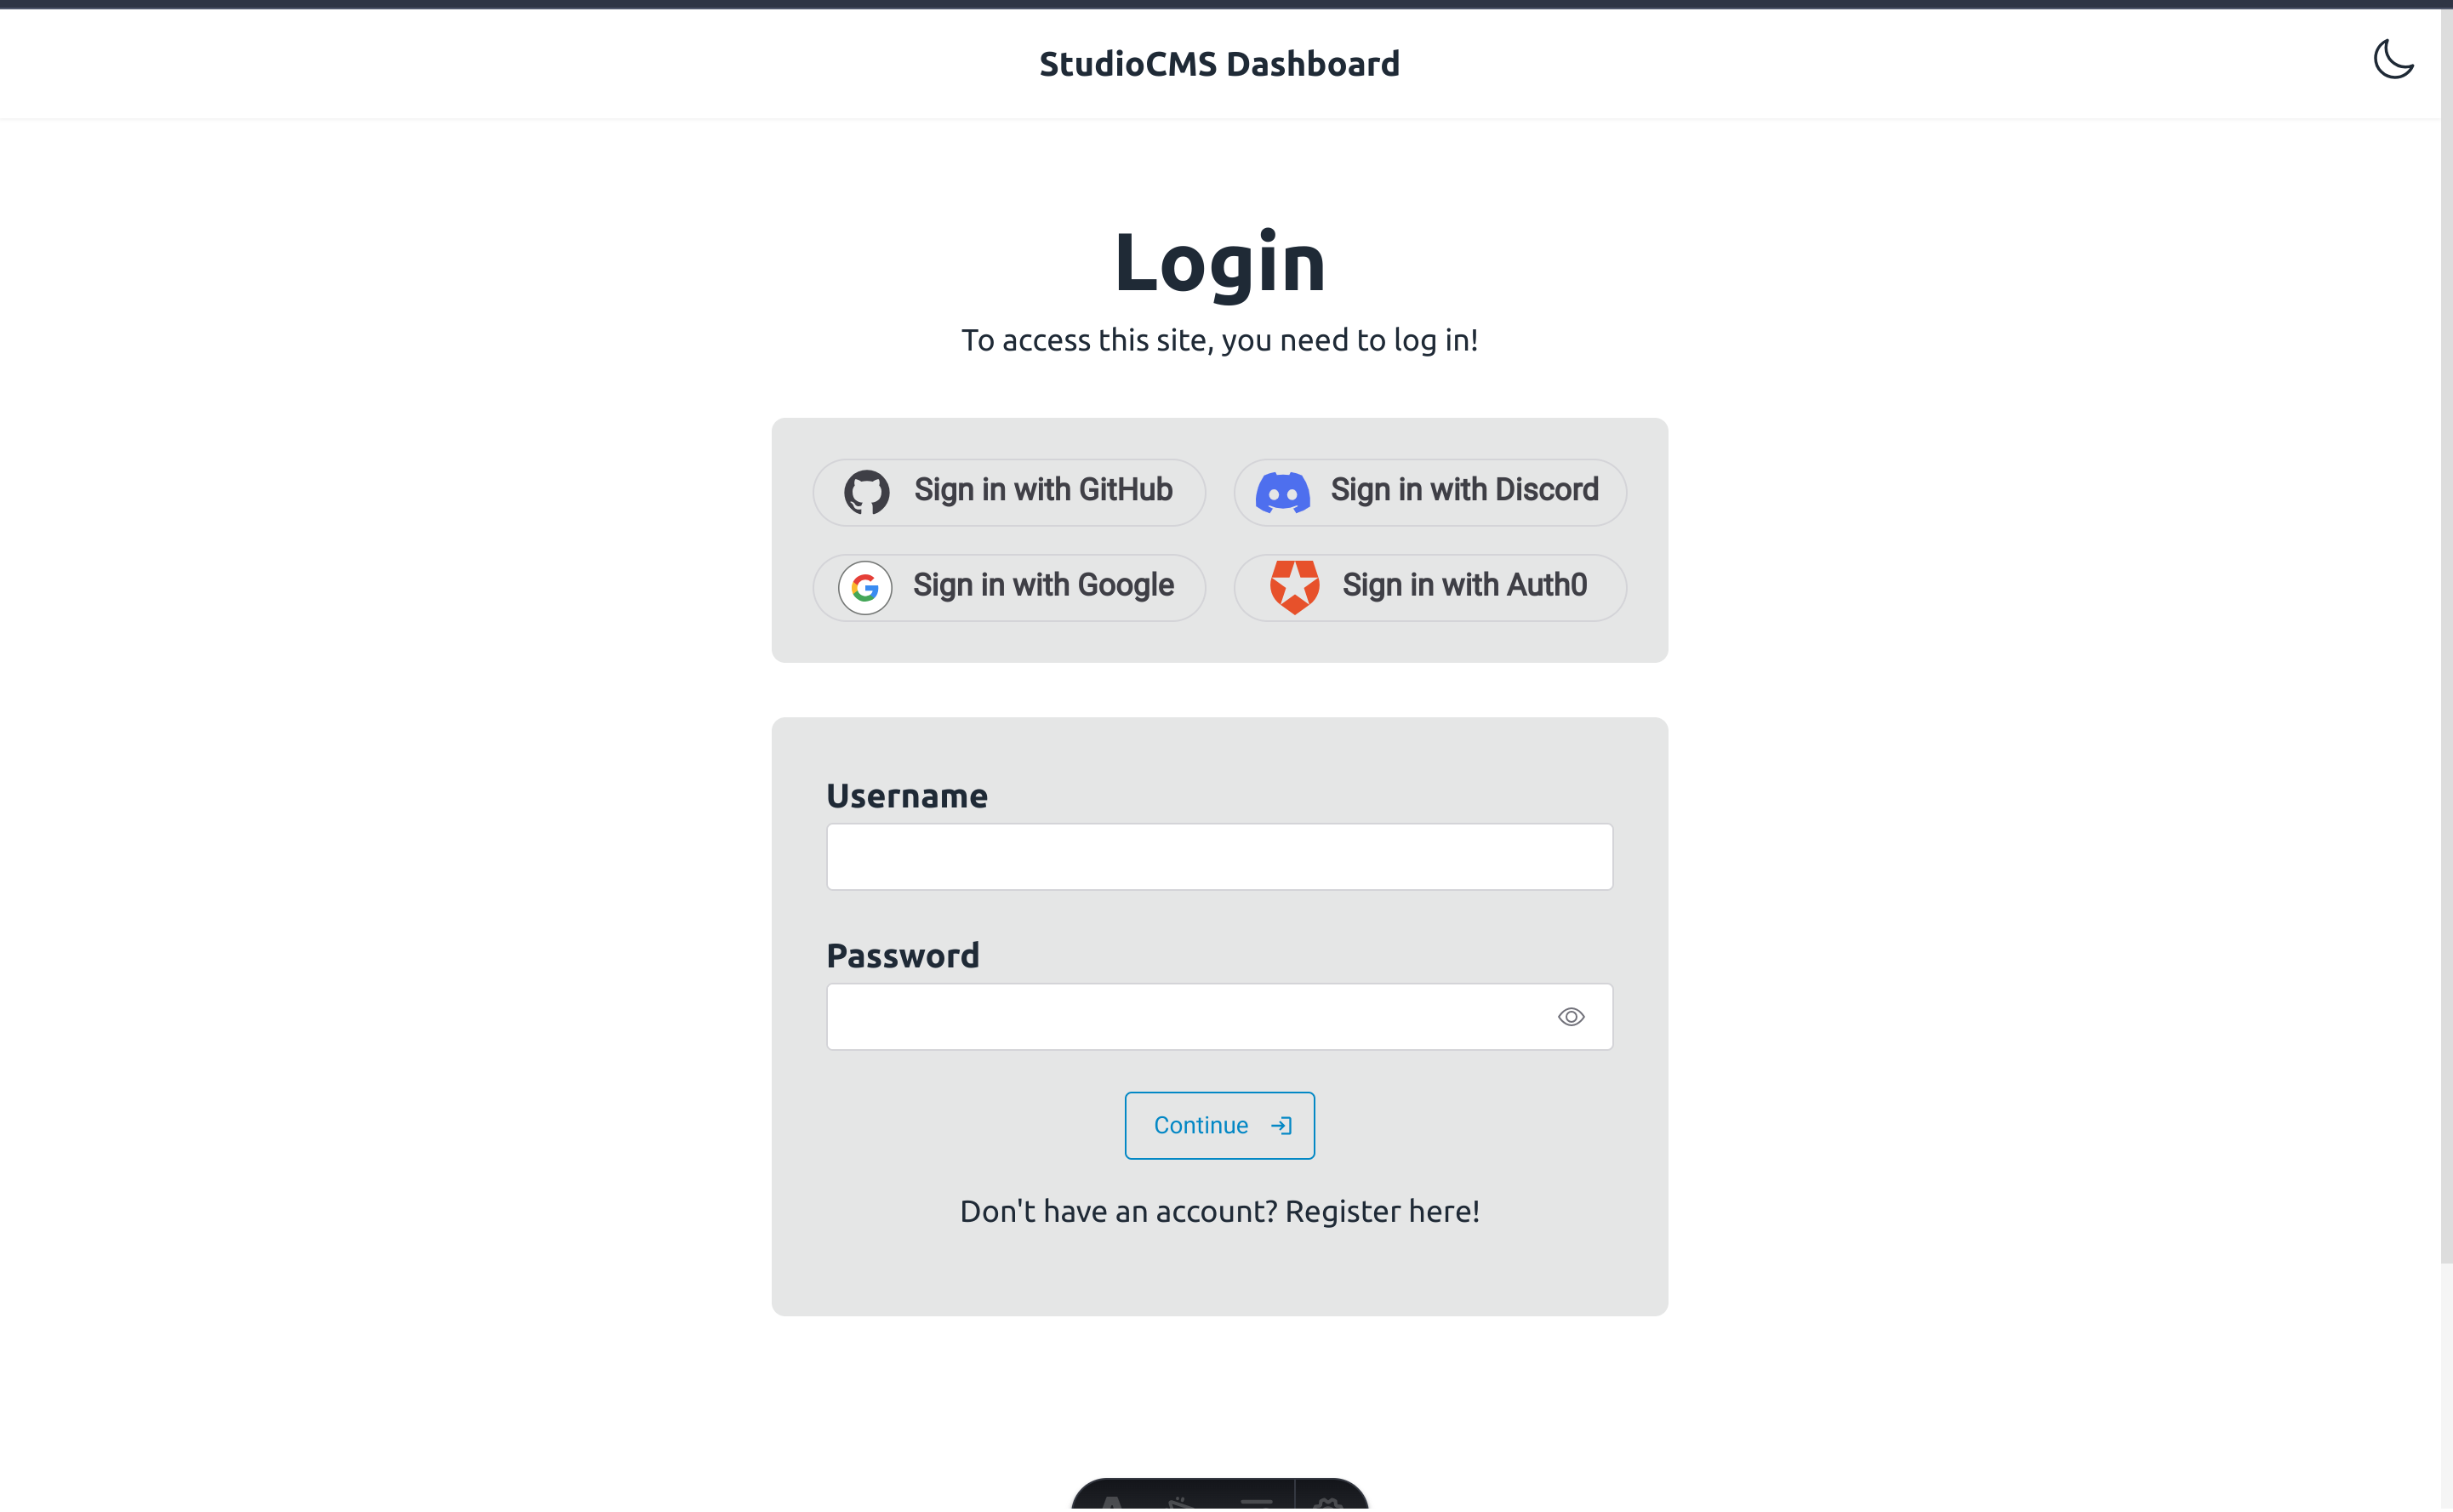 StudioCMS Dashboard
Login
To access this site, you need to log in!
Sign in with GitHub
Sign in with Discord
Sign in with Google
Sign in with Auth0
Username
Password
Continue
Don't have an account? Register here!